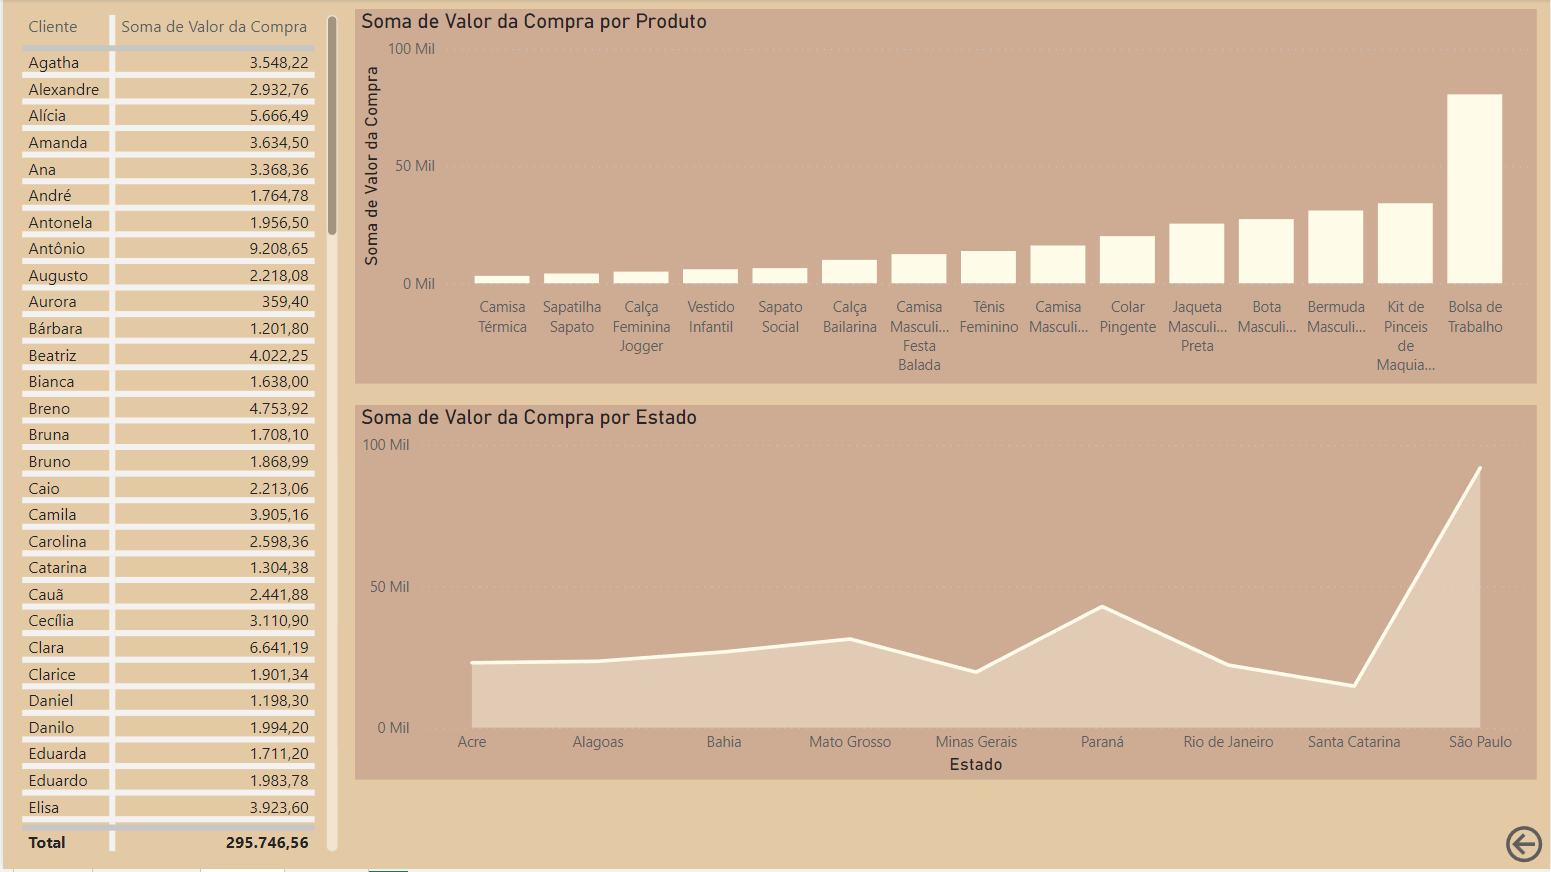 Cliente Soma de Valor da Compra
Agatha 3.548,22
Alexandre 2.932,76
Alícia 5.666,49
Amanda 3.634,50
Ana 3.368,36
André 1.764,78
Antonela 1.956,50
Antônio 9.208,65
Augusto 2.218,08
Aurora 359,40
Bárbara 1.201,80
Beatriz 4.022,25
Bianca 1.638,00
Breno 4.753,92
Bruna 1.708,10
Bruno 1.868,99
Caio 2.213,06
Camila 3.905,16
Carolina 2.598,36
Catarina 1.304,38
Cauã 2.441,88
Cecília 3.110,90
Clara 6.641,19
Clarice 1.901,34
Daniel 1.198,30
Danilo 1.994,20
Eduarda 1.711,20
Eduardo 1.983,78
Elisa 3.923,60
Total 295.746,56
Soma de Valor da Compra por Produto
Soma de Valor da Compra
100 Mil
50 Mil
0 Mil
Camisa Sapatilha Calça Vestido Sapato Calça Camisa Tênis Camisa Colar Jaqueta Bota Bermuda Kit de Bolsa de
Térmica Sapato Feminina Infantil Social Bailarina Masculi... Feminino Masculi... Pingente Masculi... Masculi... Masculi... Pinceis Trabalho
Jogger Festa Preta de
Balada Maquia...
Soma de Valor da Compra por Estado
100 Mil
50 Mil
0 Mil
Acre Alagoas Bahia Mato Grosso Minas Gerais Paraná Rio de Janeiro Santa Catarina São Paulo
Estado